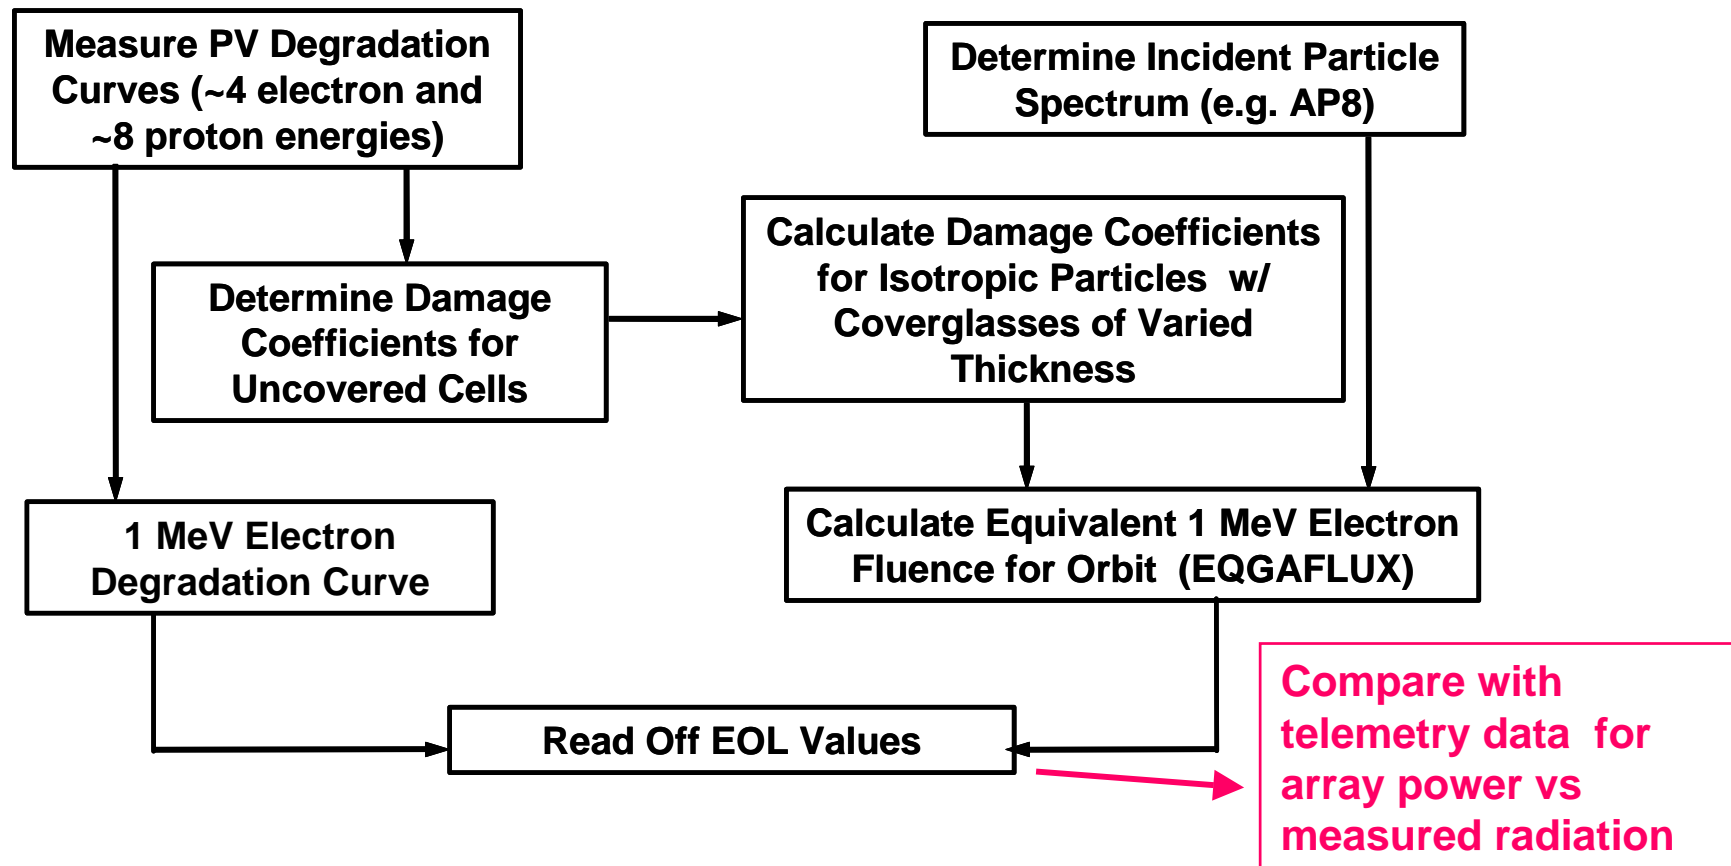 Measure PV Degradation
Curves (~4 electron and
~8 proton energies)
Determine Incident Particle
Spectrum (e.g. AP8)
Determine Damage
Coefficients for
Uncovered Cells
Calculate Damage Coefficients
for Isotropic Particles w/
Coverglasses of Varied
Thickness
1 MeV Electron
Degradation Curve
Calculate Equivalent 1 MeV Electron
Fluence for Orbit (EQGAFLUX)
Read Off EOL Values
Compare with
telemetry data for
array power vs
measured radiation